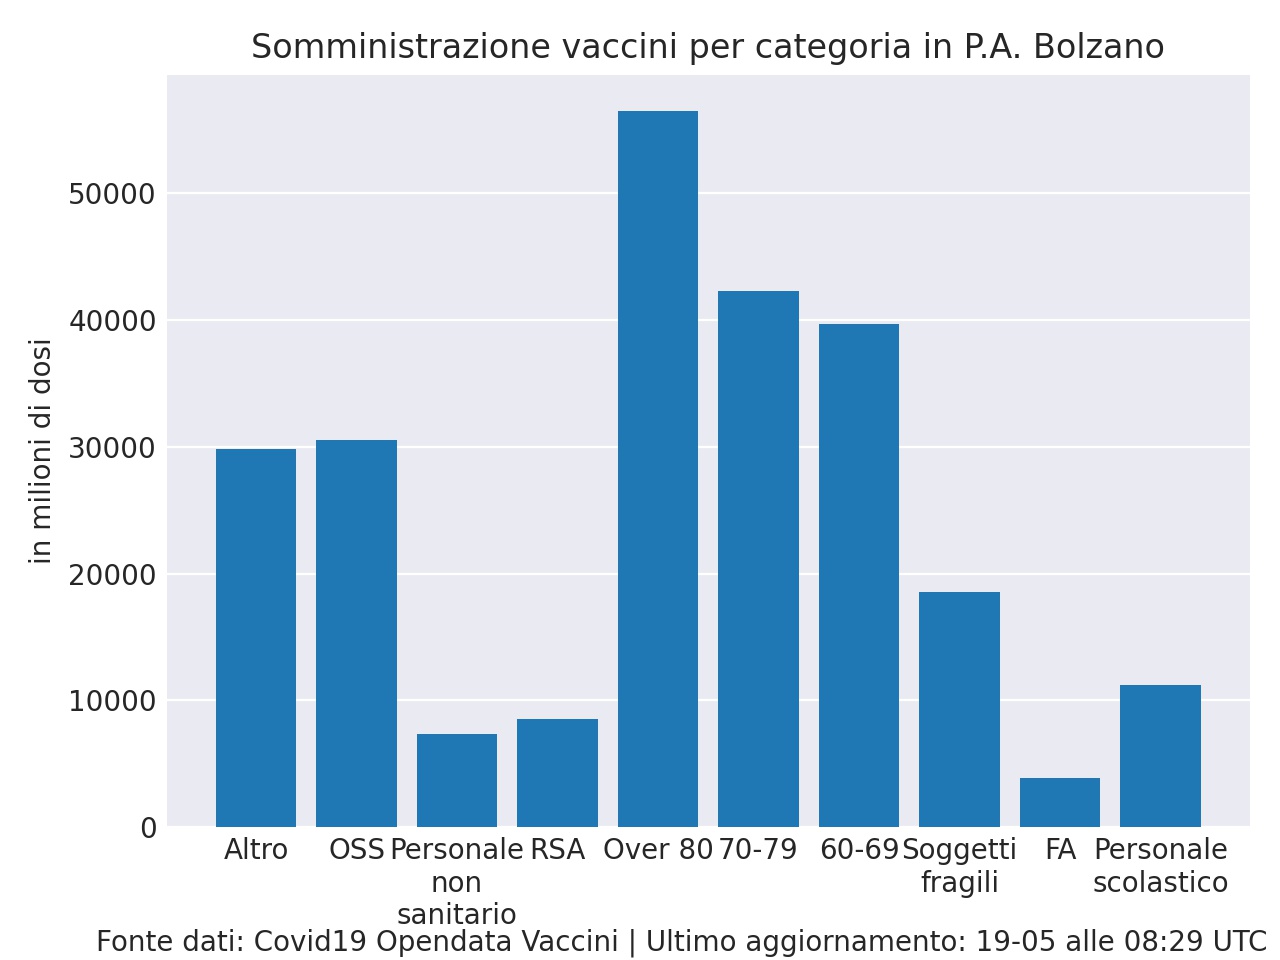 Somministrazione vaccini per categoria in P.A. Bolzano
in milioni di dosi
50000
40000
30000
20000
10000
0
Altro
OSS
Personale
non
sanitario
RSA
Over 80
70-79
60-69
Soggetti
fragili
FA
Personale
scolastico
Fonte dati: Covid19 Opendata Vaccini | Ultimo aggiornamento: 19-05 alle 08:29 UTC